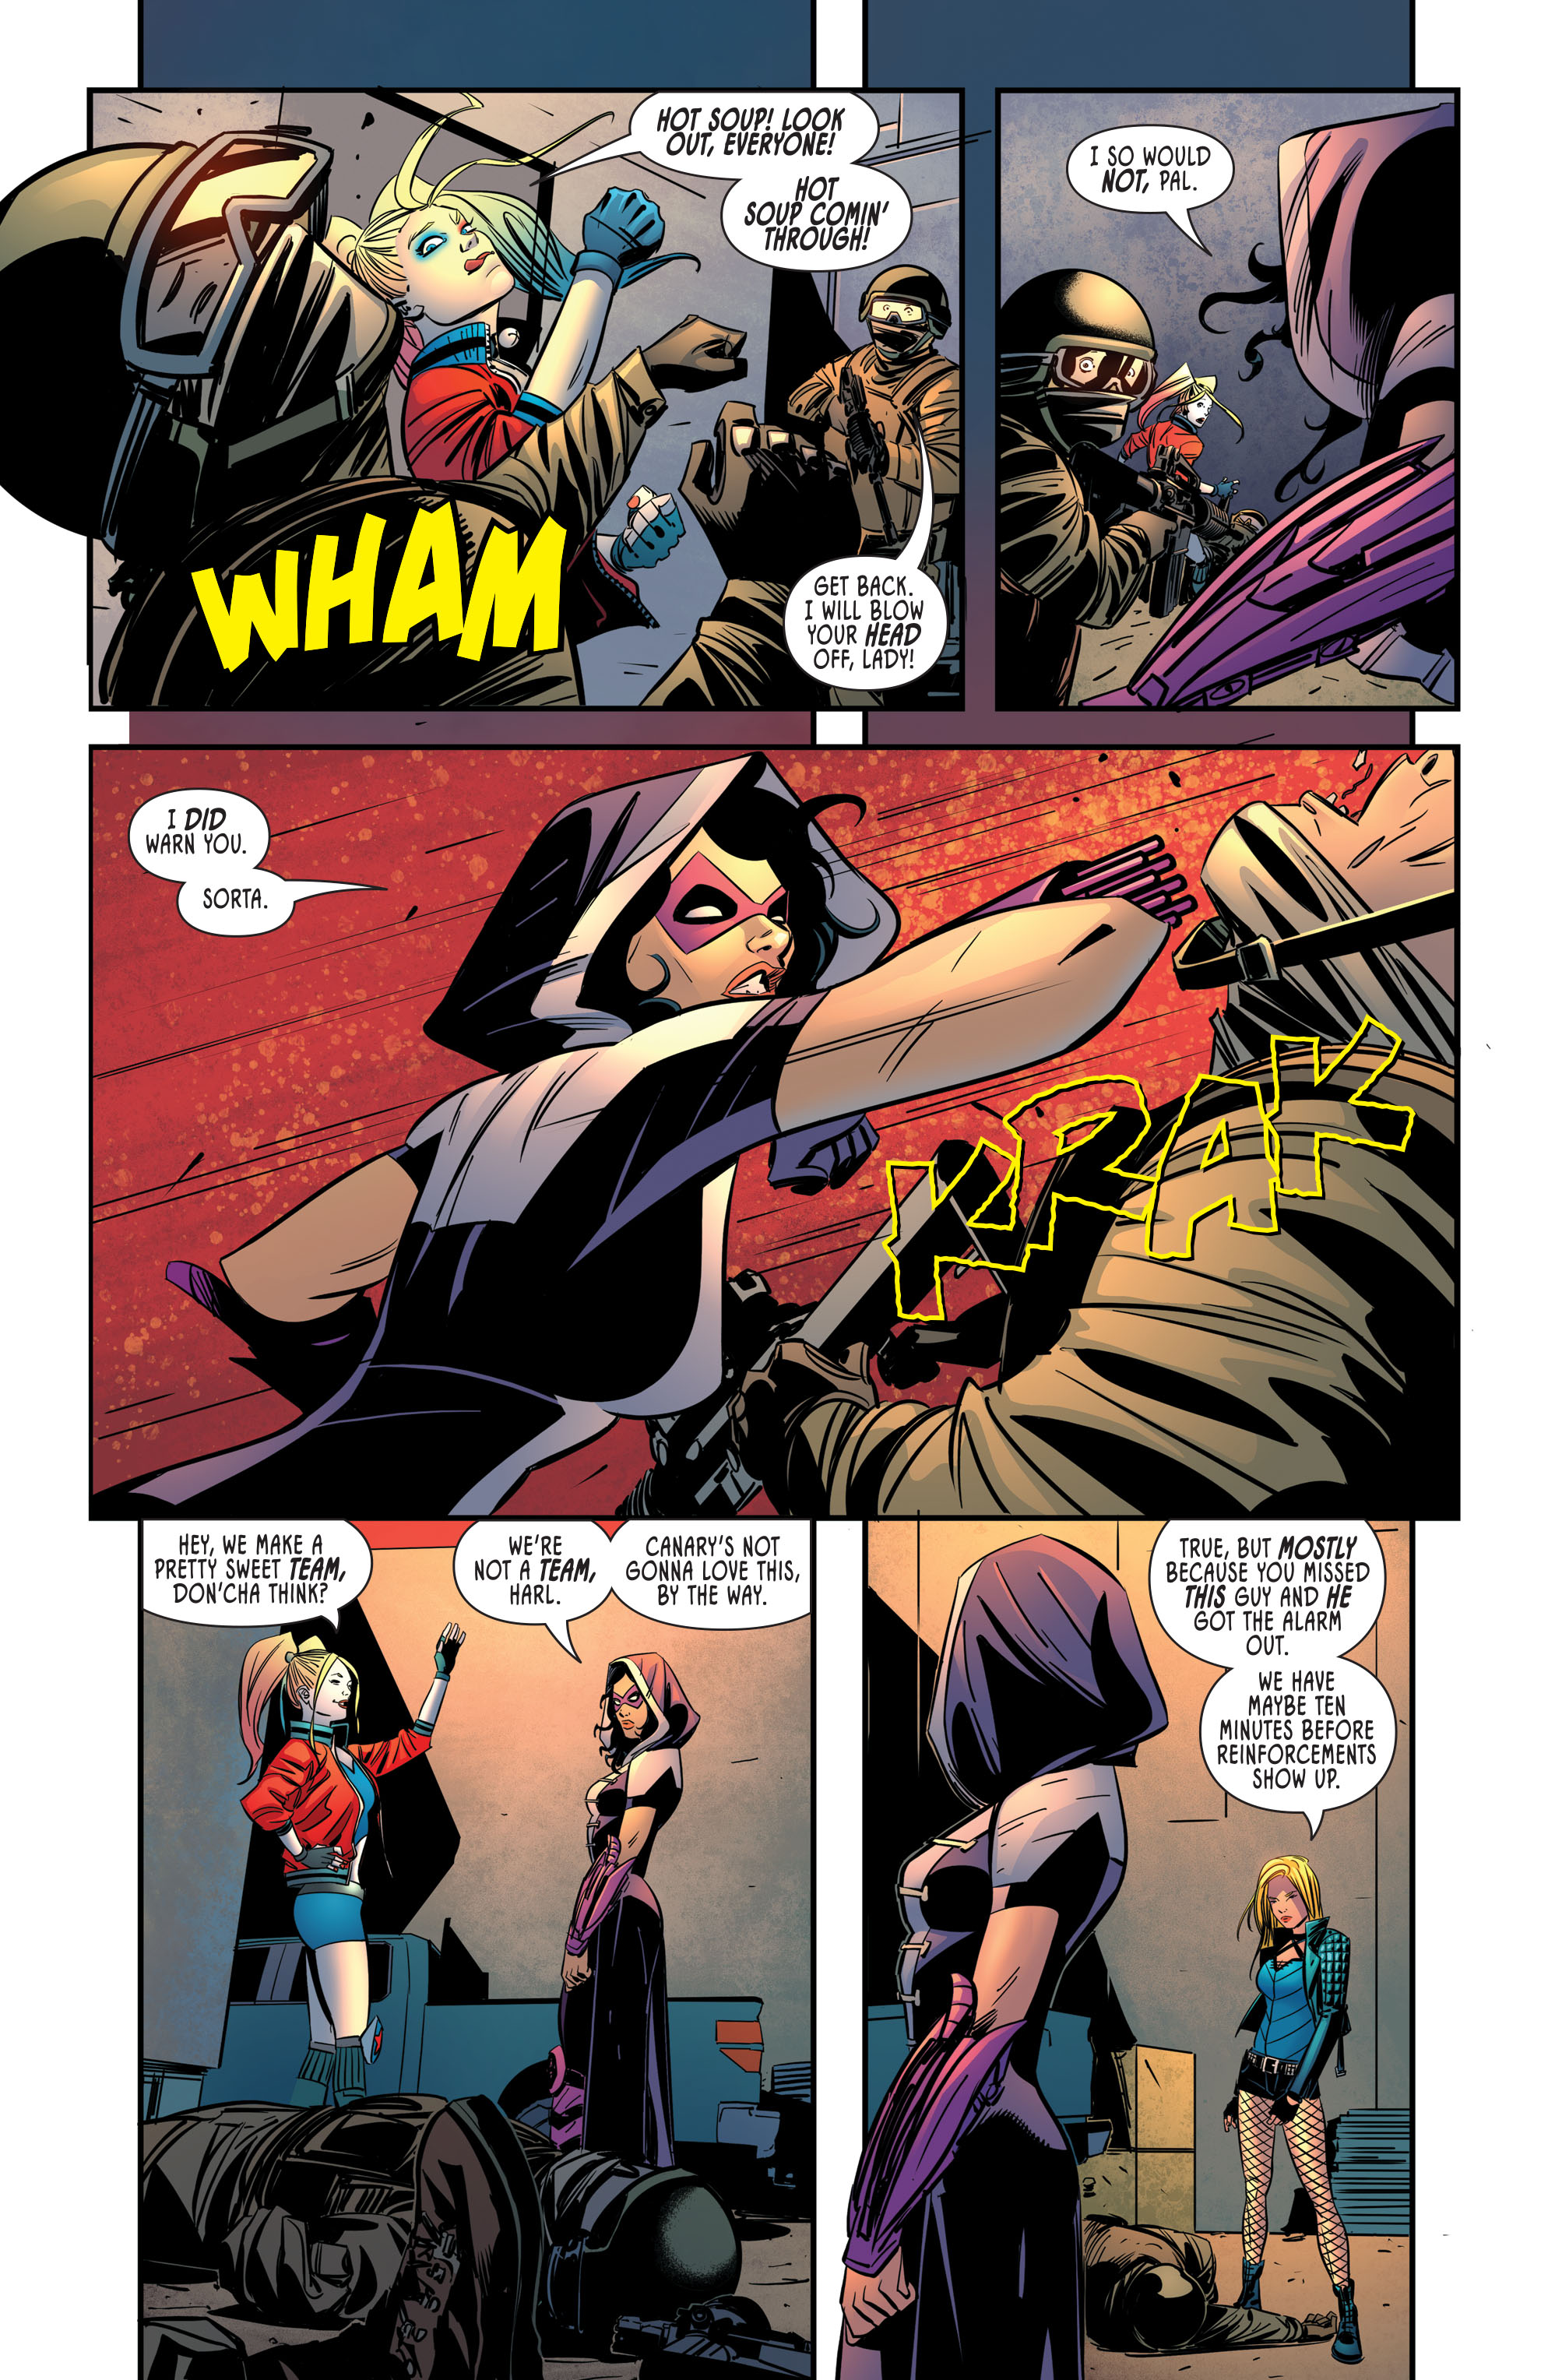 HOT SOUP! LOOK
OUT, EVERYONE!
HOT
SOUP COMIN'
THROUGH!
WHAM
GET BACK.
I WILL BLOW
YOUR HEAD
OFF, LADY!
I SO WOULD
NOT, PAL.
I DID
WARN YOU.
SORTA.
KRAK
HEY, WE MAKE A
PRETTY SWEET TEAM,
DON'CHA THINK?
WE'RE
NOT A TEAM,
HARL.
CANARY'S NOT
GONNA LOVE THIS,
BY THE WAY.
TRUE, BUT MOSTLY
BECAUSE YOU MISSED
THIS GUY AND HE
GOT THE ALARM
OUT.
WE HAVE
MAYBE TEN
MINUTES BEFORE
REINFORCEMENTS
SHOW UP.